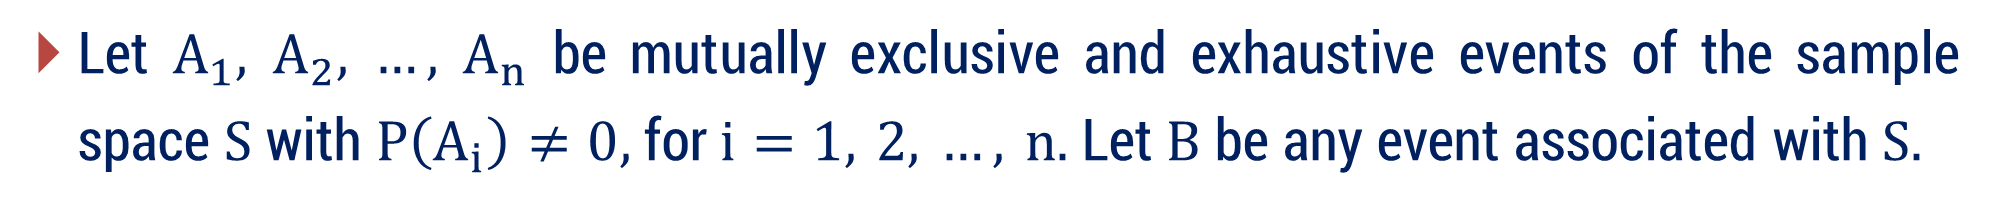 Let A₁, A₂, ..., Aₙ be mutually exclusive and exhaustive events of the sample
space S with P(Aᵢ) ≠ 0, for i = 1, 2, ..., n. Let B be any event associated with S.